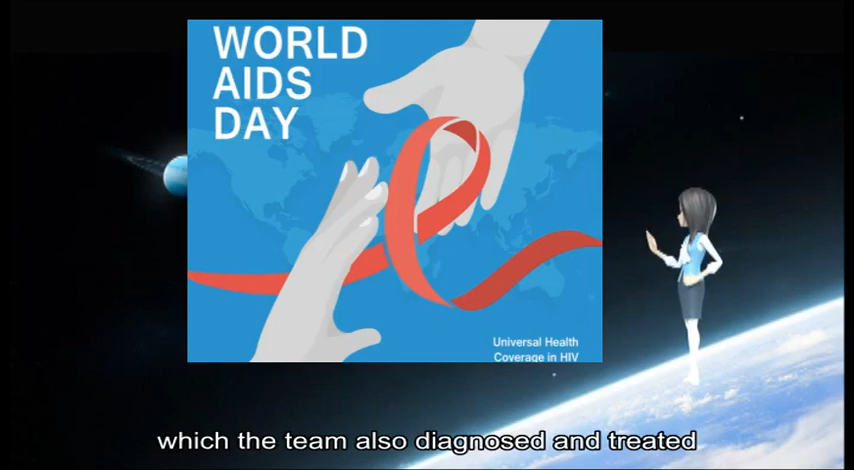 WORLD
AIDS
DAY
Universal Health
Coverage in HIV
which the team also diagnosed and treated